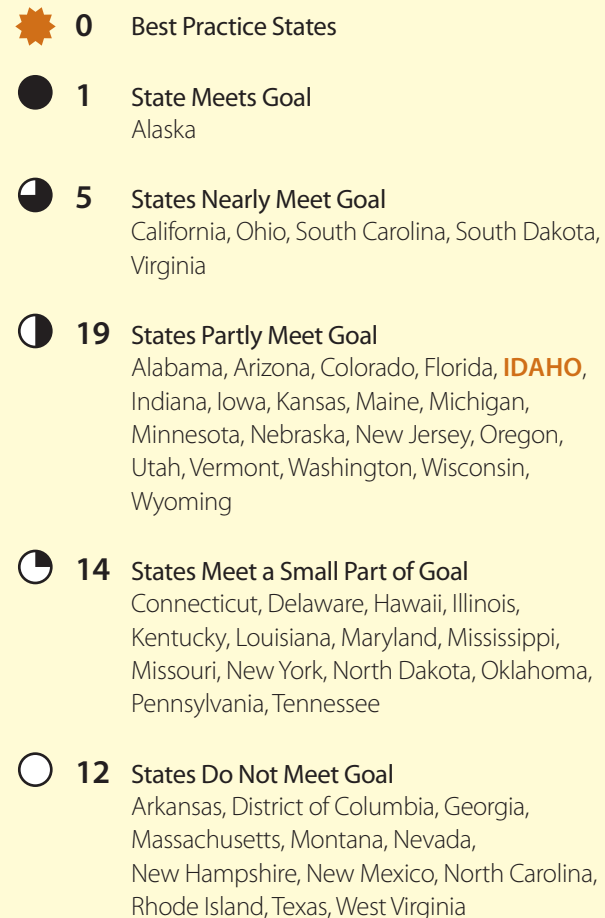 0 Best Practice States
1 State Meets Goal
Alaska
5 States Nearly Meet Goal
California, Ohio, South Carolina, South Dakota,
Virginia
19 States Partly Meet Goal
Alabama, Arizona, Colorado, Florida, IDAHO,
Indiana, Iowa, Kansas, Maine, Michigan,
Minnesota, Nebraska, New Jersey, Oregon,
Utah, Vermont, Washington, Wisconsin,
Wyoming
14 States Meet a Small Part of Goal
Connecticut, Delaware, Hawaii, Illinois,
Kentucky, Louisiana, Maryland, Mississippi,
Missouri, New York, North Dakota, Oklahoma,
Pennsylvania, Tennessee
12 States Do Not Meet Goal
Arkansas, District of Columbia, Georgia,
Massachusetts, Montana, Nevada,
New Hampshire, New Mexico, North Carolina,
Rhode Island, Texas, West Virginia